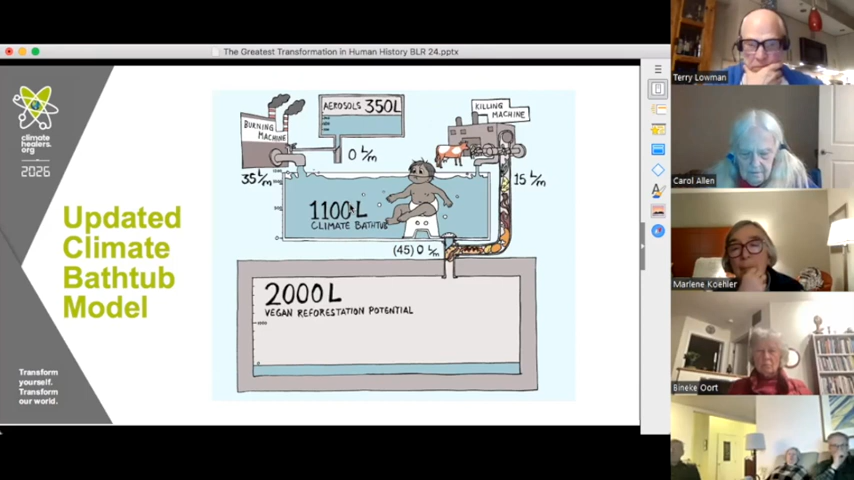 The Greatest Transformation in Human History BLR 24.pptx
climate
healers.
org
2026
Updated
Climate
Bathtub
Model
Transform
yourself.
Transform
our world.
BURNING
MACHINE
AEROSOLS 350L
KILLING
MACHINE
0 L/m
35 L/m
15 L/m
1100L
CLIMATE BATHTUB
(45) 0 L/m
2000L
VEGAN REFORESTATION POTENTIAL
0
Terry Lowman
Carol Allen
Marlene Koehler
Bineke Oort